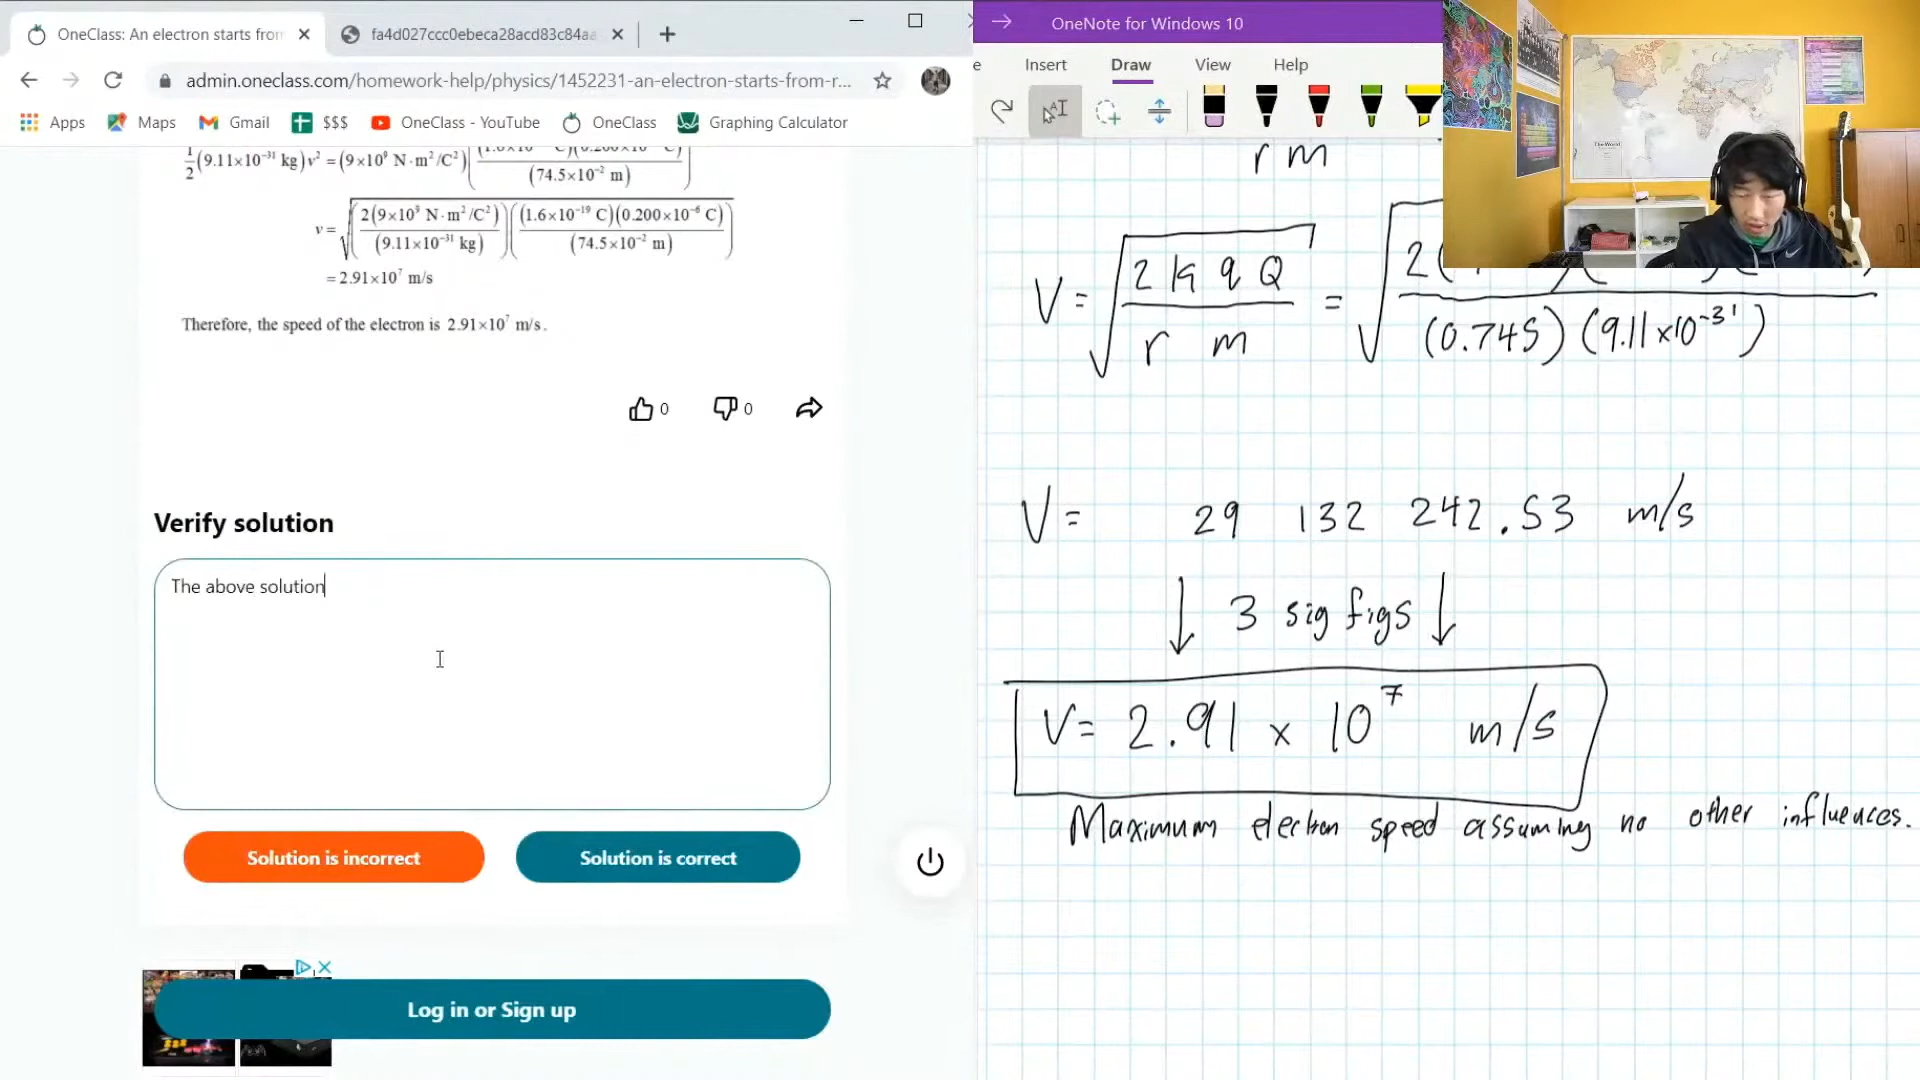 OneClass: An electron starts from
fa4d027ccc0ebeca28acd83c84aa
admin.oneclass.com/homework-help/physics/1452231-an-electron-starts-from-r...
Apps Maps Gmail $$$ OneClass - YouTube OneClass Graphing Calculator
1/2 (9.11×10⁻³¹ kg)v² = (9×10⁹ N·m²/C²) (74.5×10⁻² m)
v = √(2(9×10⁹ N·m²/C²)/(9.11×10⁻³¹ kg))((1.6×10⁻¹⁹ C)(0.200×10⁻⁶ C)/(74.5×10⁻² m))
= 2.91×10⁷ m/s
Therefore, the speed of the electron is 2.91×10⁷ m/s.
0 0
Verify solution
The above solution
Solution is incorrect
Solution is correct
Log in or Sign up
OneNote for Windows 10
Insert Draw View Help
r m
V = √(2 k q Q / r m) = √(2( / (0.745)(9.11×10⁻³¹))
V = 29 132 242.53 m/s
↓ 3 sig figs ↓
V = 2.91 x 10⁷ m/s
Maximum electron speed assuming no other influences.